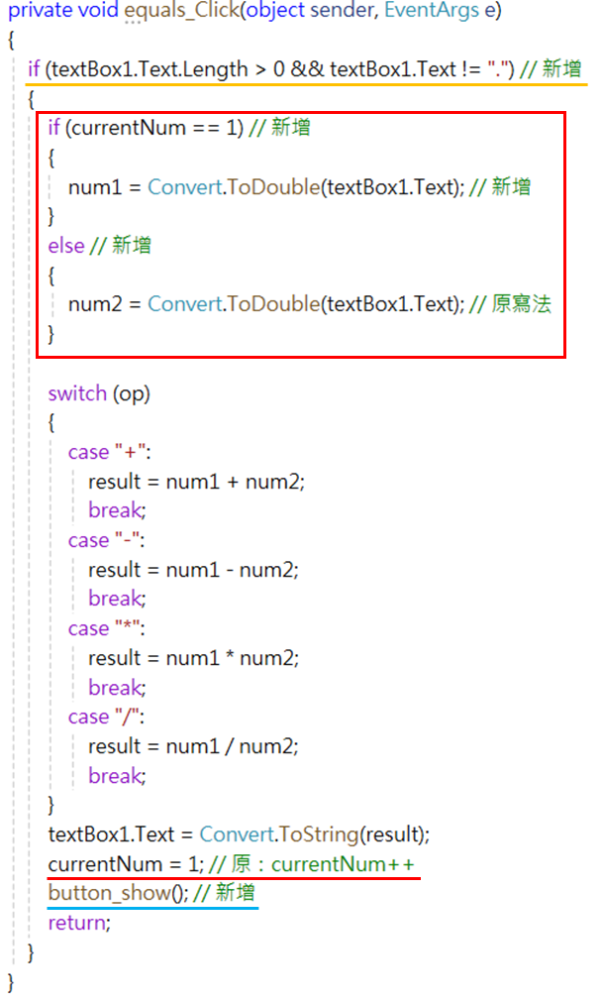 private void equals_Click(object sender, EventArgs e)
{
if (textBox1.Text.Length > 0 && textBox1.Text != ".") // 新增
{
if (currentNum == 1) // 新增
{
num1 = Convert.ToDouble(textBox1.Text); // 新增
}
else // 新增
{
num2 = Convert.ToDouble(textBox1.Text); // 原寫法
}
switch (op)
{
case "+":
result = num1 + num2;
break;
case "-":
result = num1 - num2;
break;
case "*":
result = num1 * num2;
break;
case "/":
result = num1 / num2;
break;
}
textBox1.Text = Convert.ToString(result);
currentNum = 1; // 原：currentNum++
button_show(); // 新增
return;
}
}